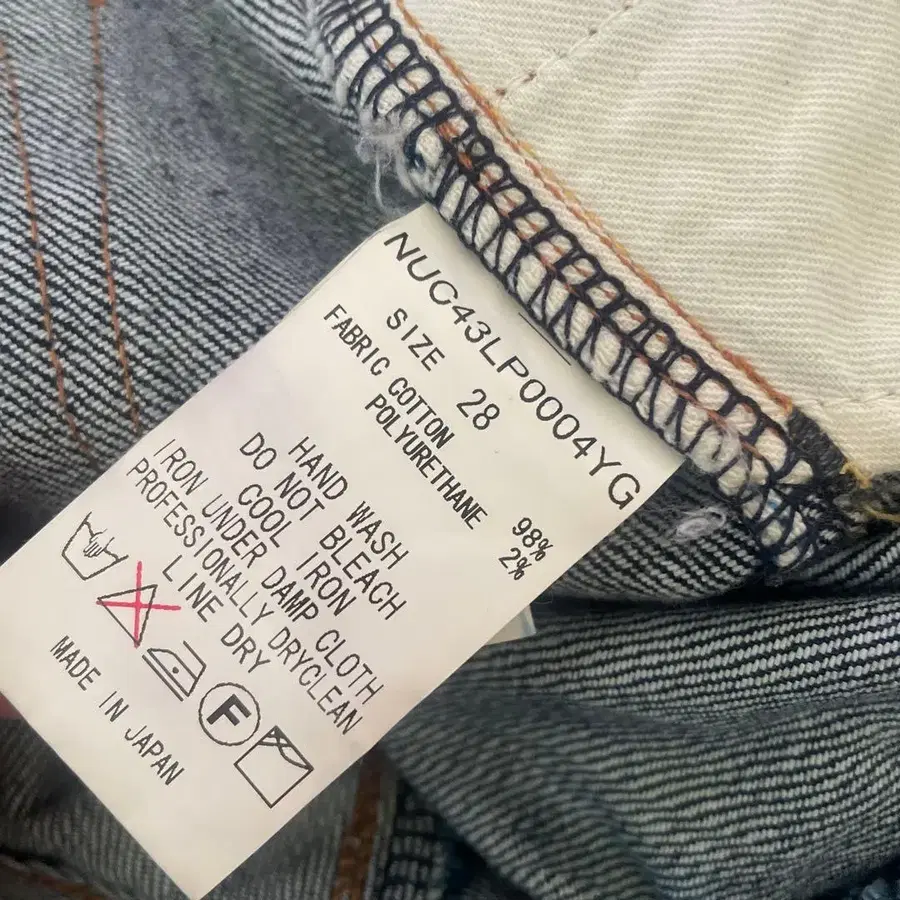 NUC43LP0004YG
SIZE 28
FABRIC COTTON 98%
POLYURETHANE 2%
HAND WASH
DO NOT BLEACH
COOL IRON
IRON UNDER DAMP CLOTH
PROFESSIONALLY DRYCLEAN
LINE DRY
F
MADE IN JAPAN